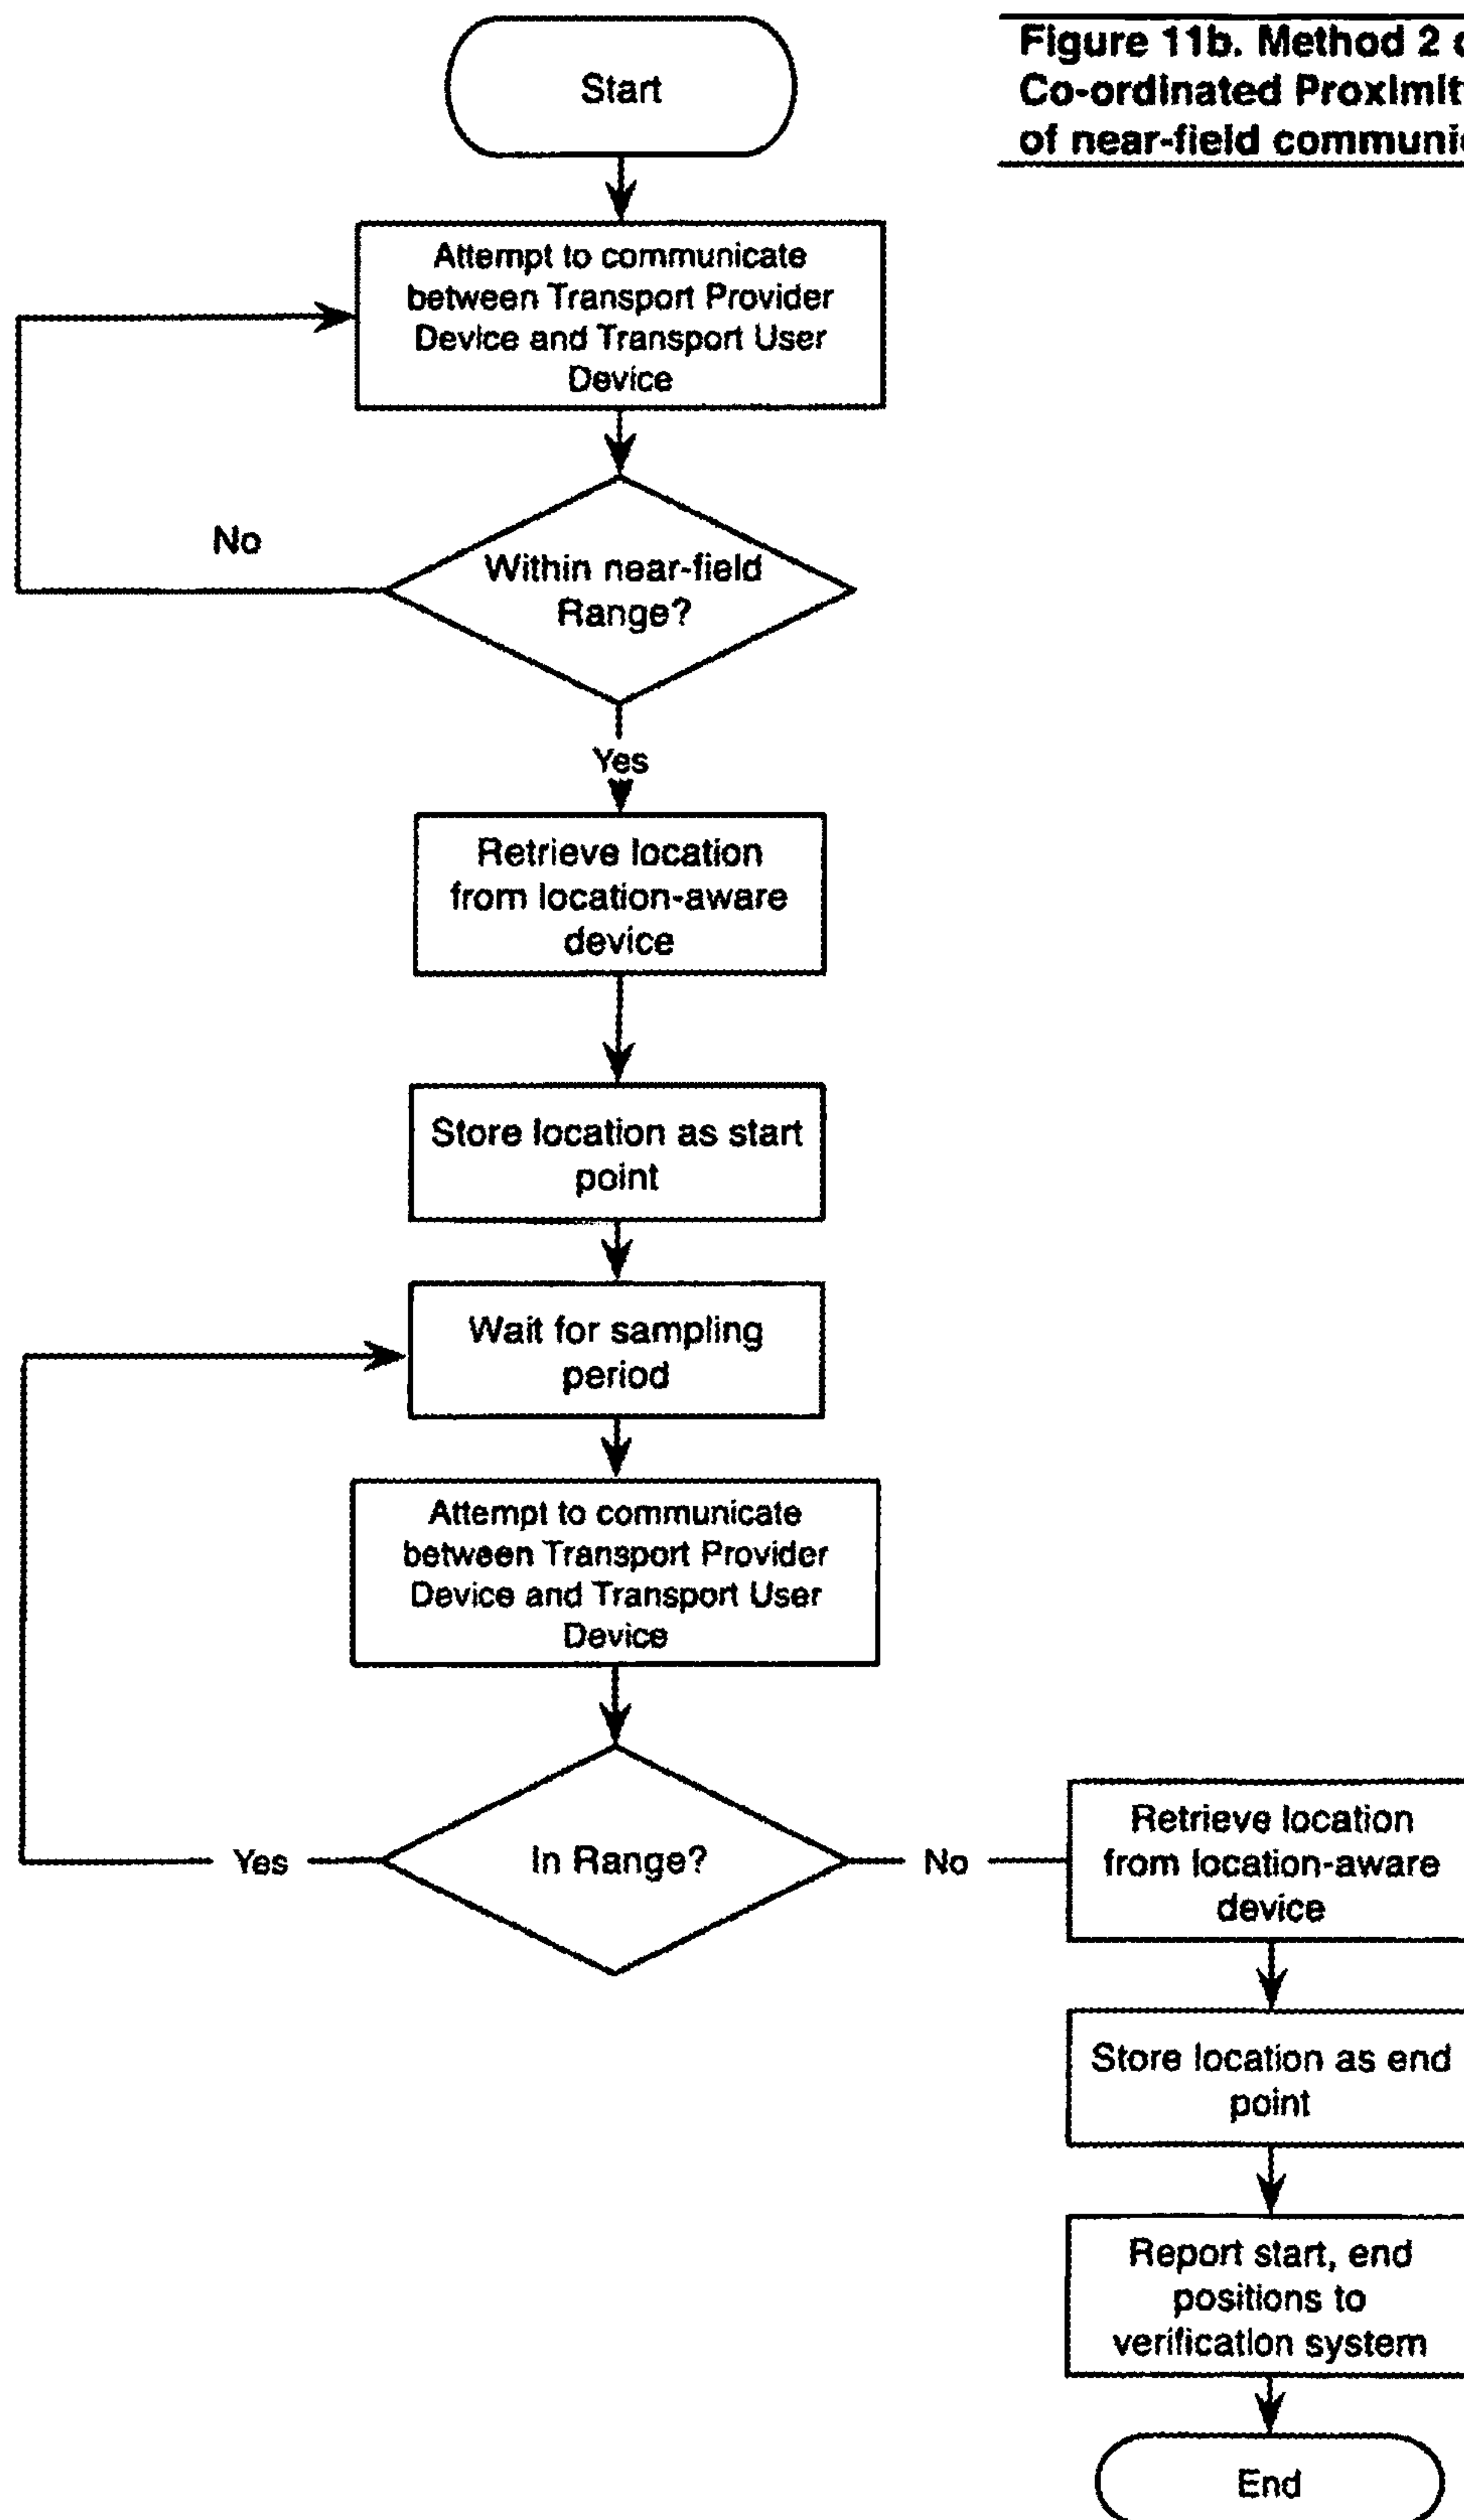 Figure 11b. Method 2
Co-ordinated
of near-field
Start
Attempt to communicate
between Transport Provider
Device and Transport User
Device
No
Within near-field
Range?
Yes
Retrieve location
from location-aware
device
Store location as start
point
Wait for sampling
period
Attempt to communicate
between Transport Provider
Device and Transport User
Device
Yes
In Range?
No
Retrieve location
from location-aware
device
Store location as end
point
Report start, end
positions to
verification system
End